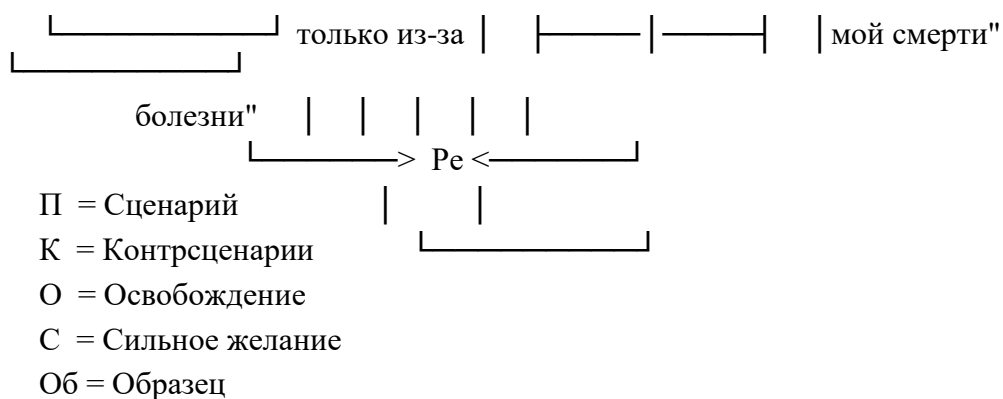 только из-за мой смерти"
болезни"
> Ре <
П = Сценарий
К = Контрсценарии
О = Освобождение
С = Сильное желание
Об = Образец